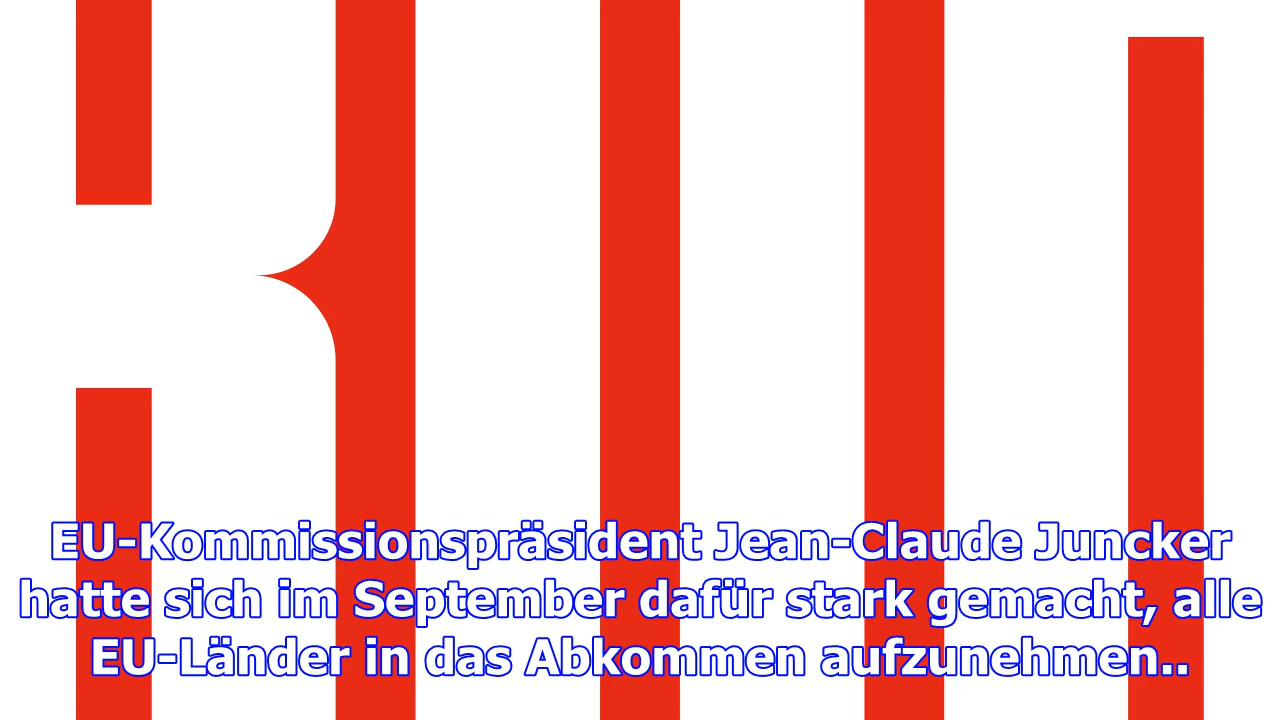 EU-Kommissionspräsident Jean-Claude Juncker
hatte sich im September dafür stark gemacht, alle
EU-Länder in das Abkommen aufzunehmen..